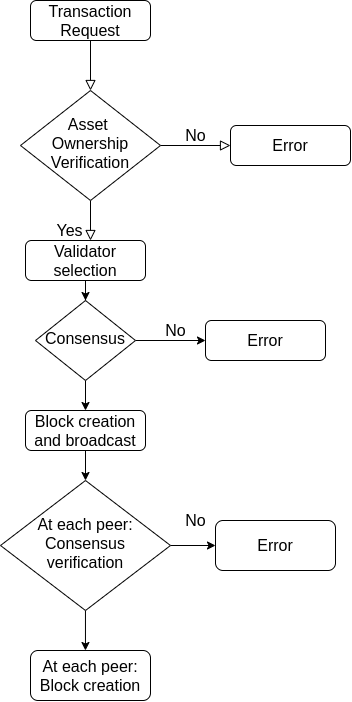 Transaction
Request
Asset
Ownership
Verification
No
Error
Yes
Validator
selection
Consensus
No
Error
Block creation
and broadcast
At each peer:
Consensus
verification
No
Error
At each peer:
Block creation